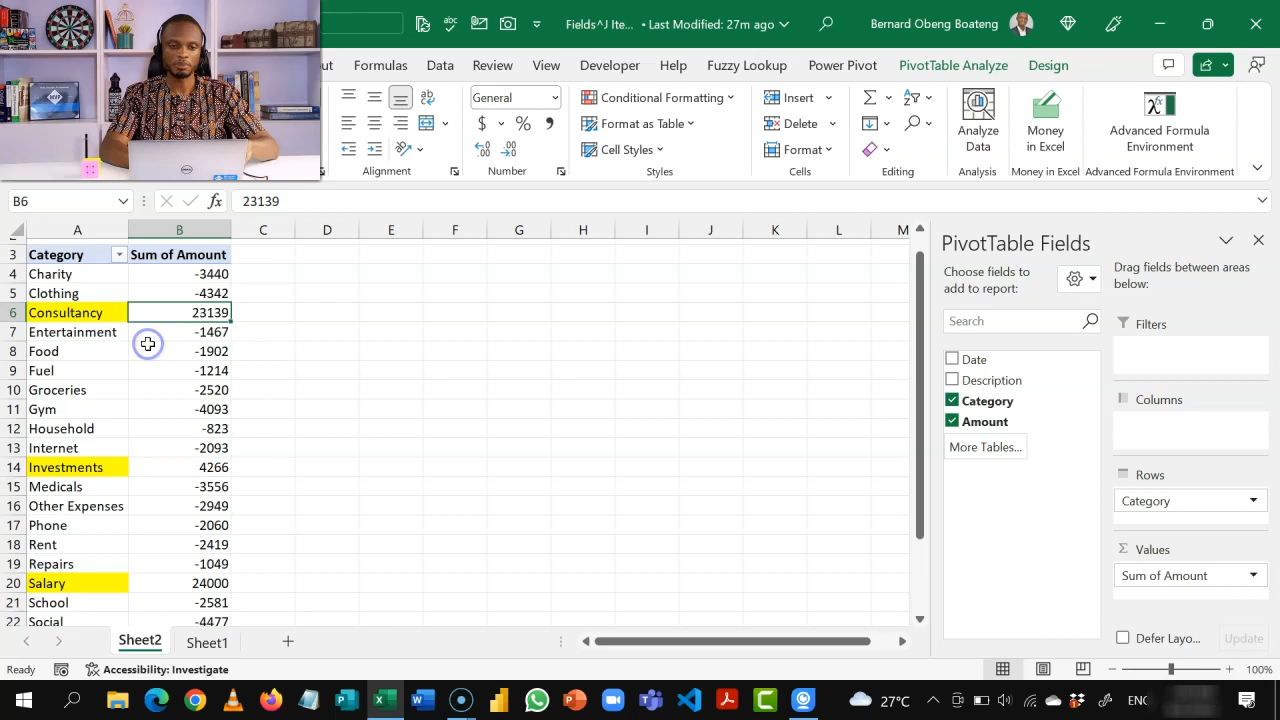 Fields^J Ite... • Last Modified: 27m ago
Bernard Obeng Boateng
ut
Formulas
Data
Review
View
Developer
Help
Fuzzy Lookup
Power Pivot
PivotTable Analyze
Design
General
Conditional Formatting
Format as Table
Cell Styles
Insert
Delete
Format
Analyze
Data
Money
in Excel
Advanced Formula
Environment
Alignment
Number
Styles
Cells
Editing
Analysis
Money in Excel
Advanced Formula Environment
B6
fx
23139
A B C D E F G H I J K L M
3 Category Sum of Amount
4 Charity -3440
5 Clothing -4342
6 Consultancy 23139
7 Entertainment -1467
8 Food -1902
9 Fuel -1214
10 Groceries -2520
11 Gym -4093
12 Household -823
13 Internet -2093
14 Investments 4266
15 Medicals -3556
16 Other Expenses -2949
17 Phone -2060
18 Rent -2419
19 Repairs -1049
20 Salary 24000
21 School -2581
22 Social -4477
PivotTable Fields
Choose fields to
add to report:
Search
Date
Description
Category
Amount
More Tables...
Drag fields between areas
below:
Filters
Columns
Rows
Category
Σ Values
Sum of Amount
Defer Layo...
Update
Sheet2
Sheet1
Ready
Accessibility: Investigate
100%
27°C
ENG